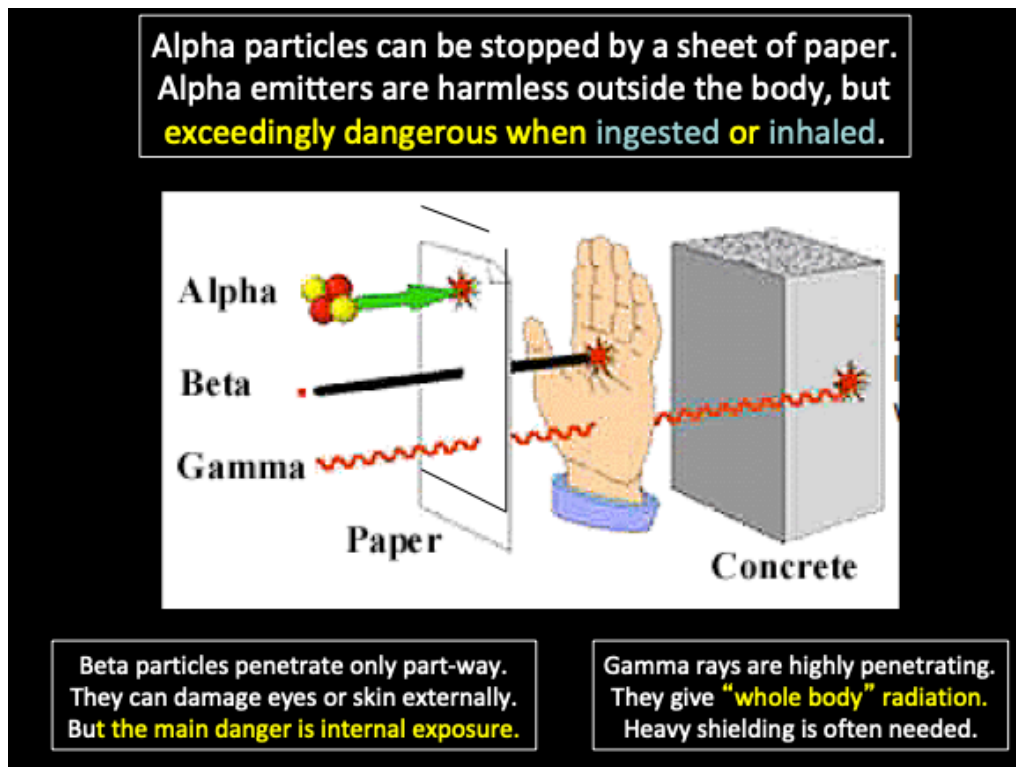 Alpha particles can be stopped by a sheet of paper.
Alpha emitters are harmless outside the body, but
exceedingly dangerous when ingested or inhaled.
Alpha
Beta
Gamma
Paper
Concrete
Beta particles penetrate only part-way.
They can damage eyes or skin externally.
But the main danger is internal exposure.
Gamma rays are highly penetrating.
They give “whole body” radiation.
Heavy shielding is often needed.